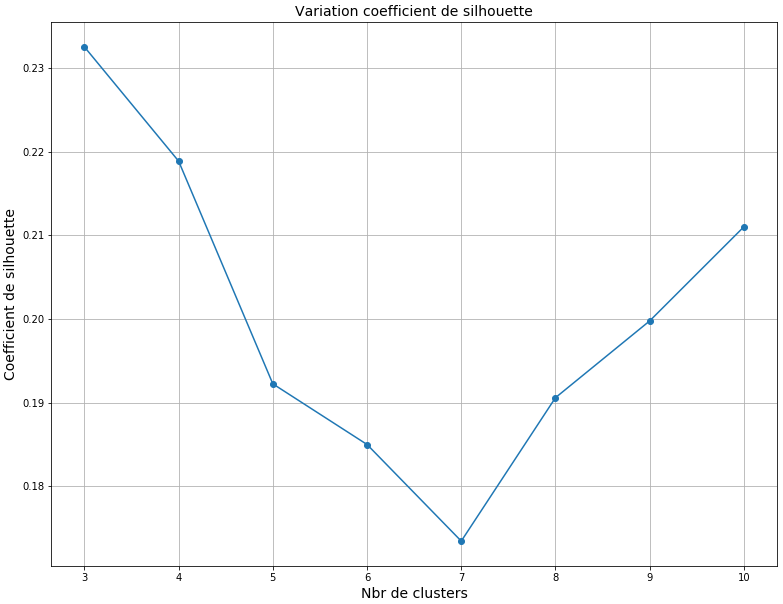 Variation coefficient de silhouette
0.23
0.22
0.21
0.20
0.19
0.18
Coefficient de silhouette
3 4 5 6 7 8 9 10
Nbr de clusters